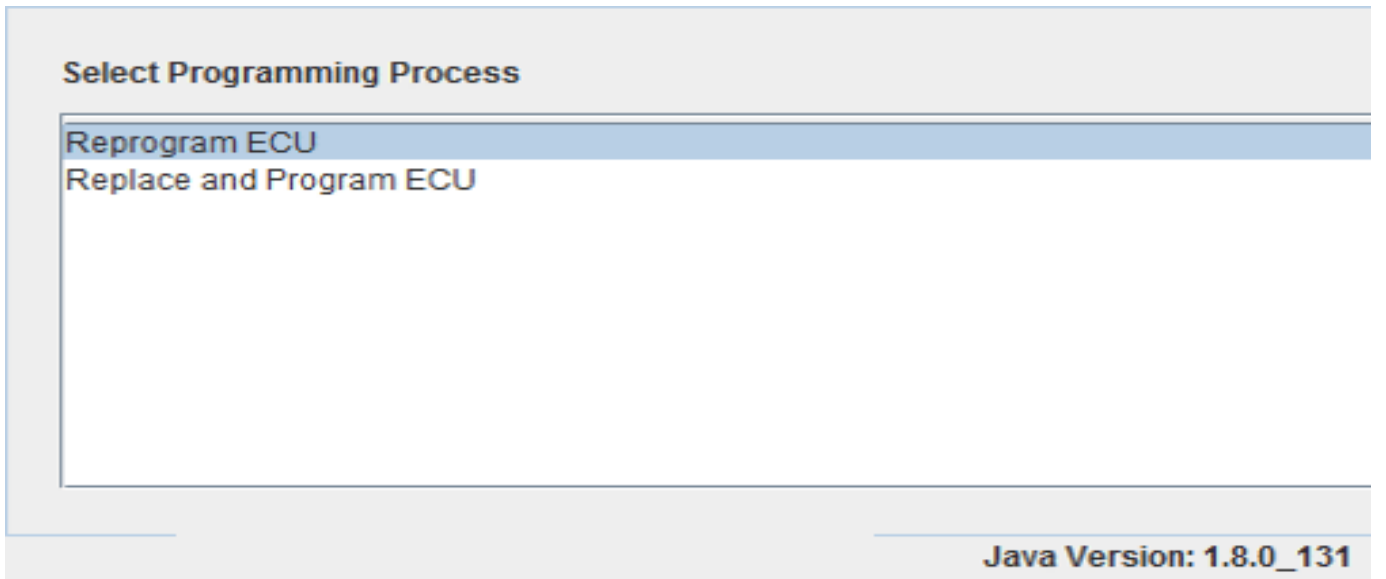 Select Programming Process
Reprogram ECU
Replace and Program ECU
Java Version: 1.8.0_131